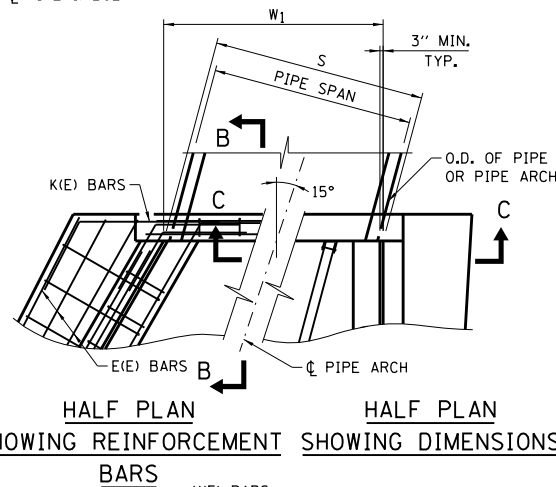 W1
3" MIN.
TYP.
S
PIPE SPAN
B
O.D. OF PIPE
OR PIPE ARCH
K(E) BARS
C
15°
C
E(E) BARS
B
℄ PIPE ARCH
HALF PLAN
HALF PLAN
HOWING REINFORCEMENT
SHOWING DIMENSIONS
BARS